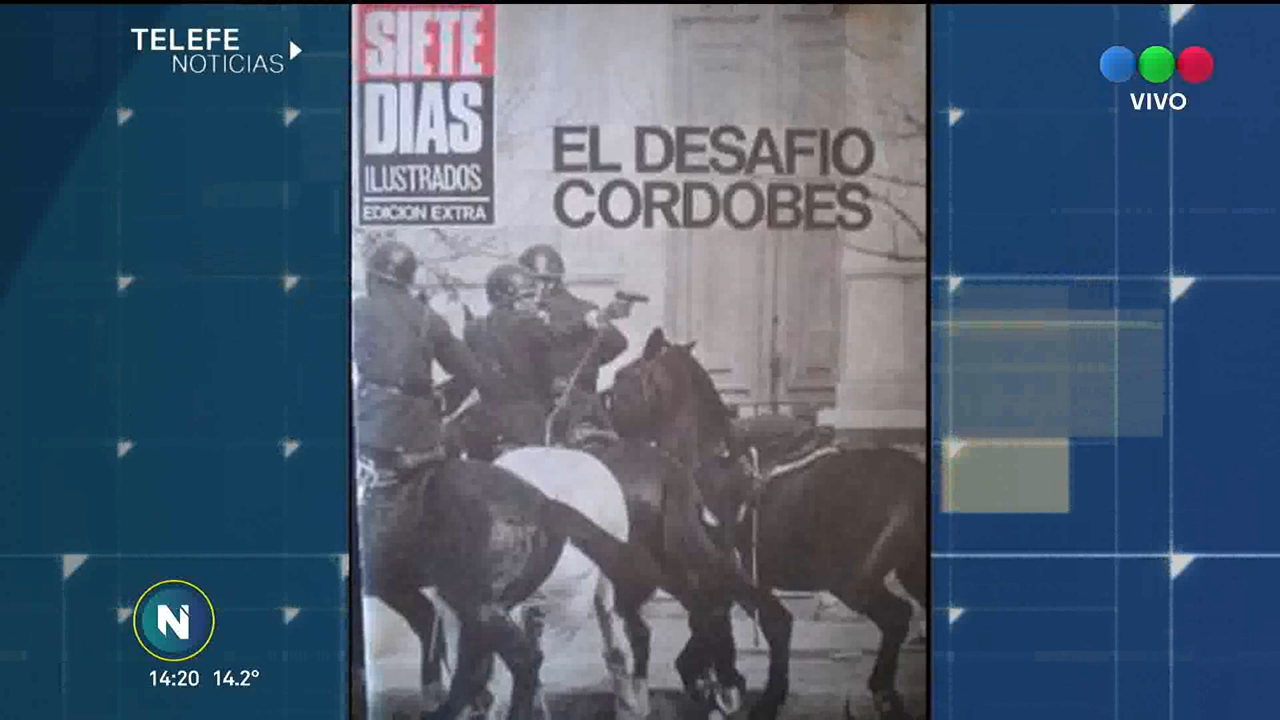 TELEFE
NOTICIAS
SIETE
DIAS
ILUSTRADOS
EDICION EXTRA
EL DESAFIO
CORDOBES
VIVO
N
14:20 14.2°